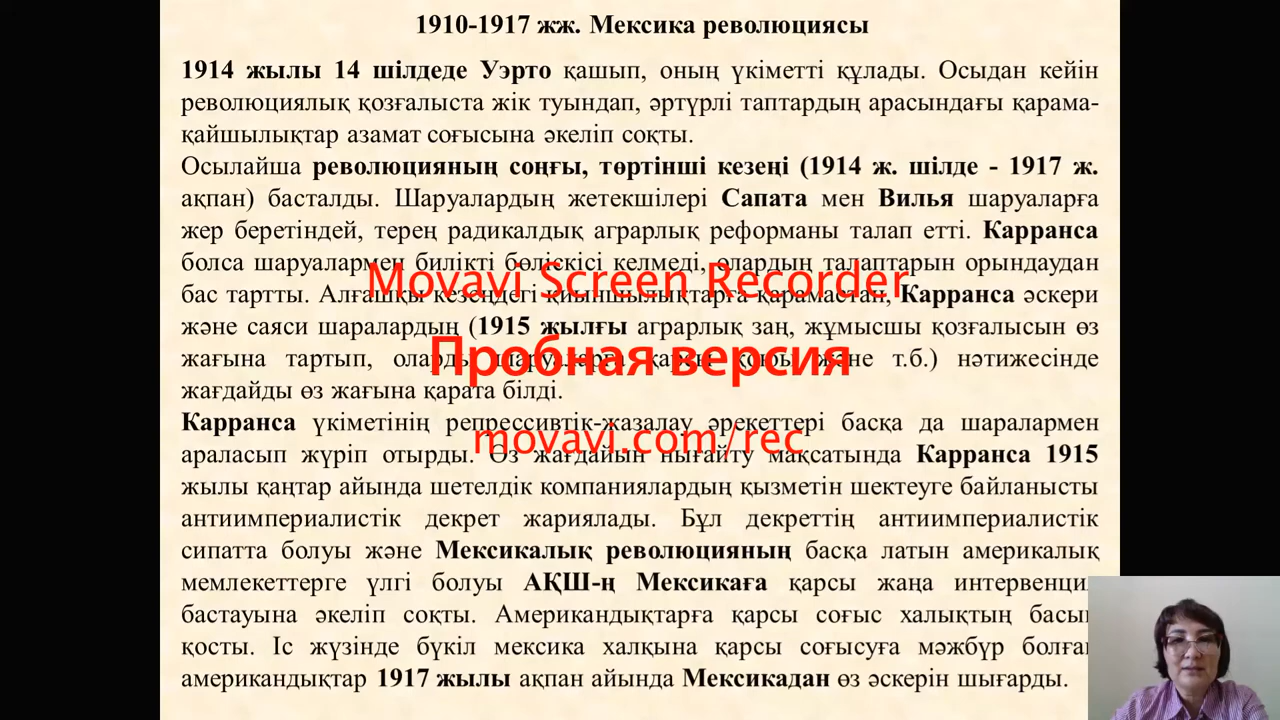 1910-1917 жж. Мексика революциясы
1914 жылы 14 шілдеде Уэрто қашып, оның үкіметті құлады. Осыдан кейін
революциялық қозғалыста жік туындап, әртүрлі таптардың арасындағы қарама-
қайшылықтар азамат соғысына әкеліп соқты.
Осылайша революцияның соңғы, төртінші кезеңі (1914 ж. шілде - 1917 ж.
ақпан) басталды. Шаруалардың жетекшілері Сапата мен Вилья шаруаларға
жер беретіндей, терең радикалдық аграрлық реформаны талап етті. Карранса
болса шаруалармен билікті бөліскісі келмеді, олардың талаптарын орындаудан
бас тартты. Алғашқы кезеңдегі қиыншылықтарға қарамастан, Карранса әскери
Movavi Screen Recorder
және саяси шаралардың (1915 жылғы аграрлық заң, жұмысшы қозғалысын өз
жағына тартып, оларды шаруаларға қарсы қоюы және т.б.) нәтижесінде
Пробная версия
жағдайды өз жағына қарата білді.
Карранса үкіметінің репрессивтік-жазалау әрекеттері басқа да шаралармен
movavi.com/rec
араласып жүріп отырды. Өз жағдайын нығайту мақсатында Карранса 1915
жылы қаңтар айында шетелдік компаниялардың қызметін шектеуге байланысты
антиимпериалистік декрет жариялады. Бұл декреттің антиимпериалистік
сипатта болуы және Мексикалық революцияның басқа латын америкалық
мемлекеттерге үлгі болуы АҚШ-ң Мексикаға қарсы жаңа
бастауына әкеліп соқты. Американдықтарға қарсы соғыс халықтың
қосты. Іс жүзінде бүкіл мексика халқына қарсы соғысуға мәжбүр
американдықтар 1917 жылы ақпан айында Мексикадан өз әскерін шығарды.